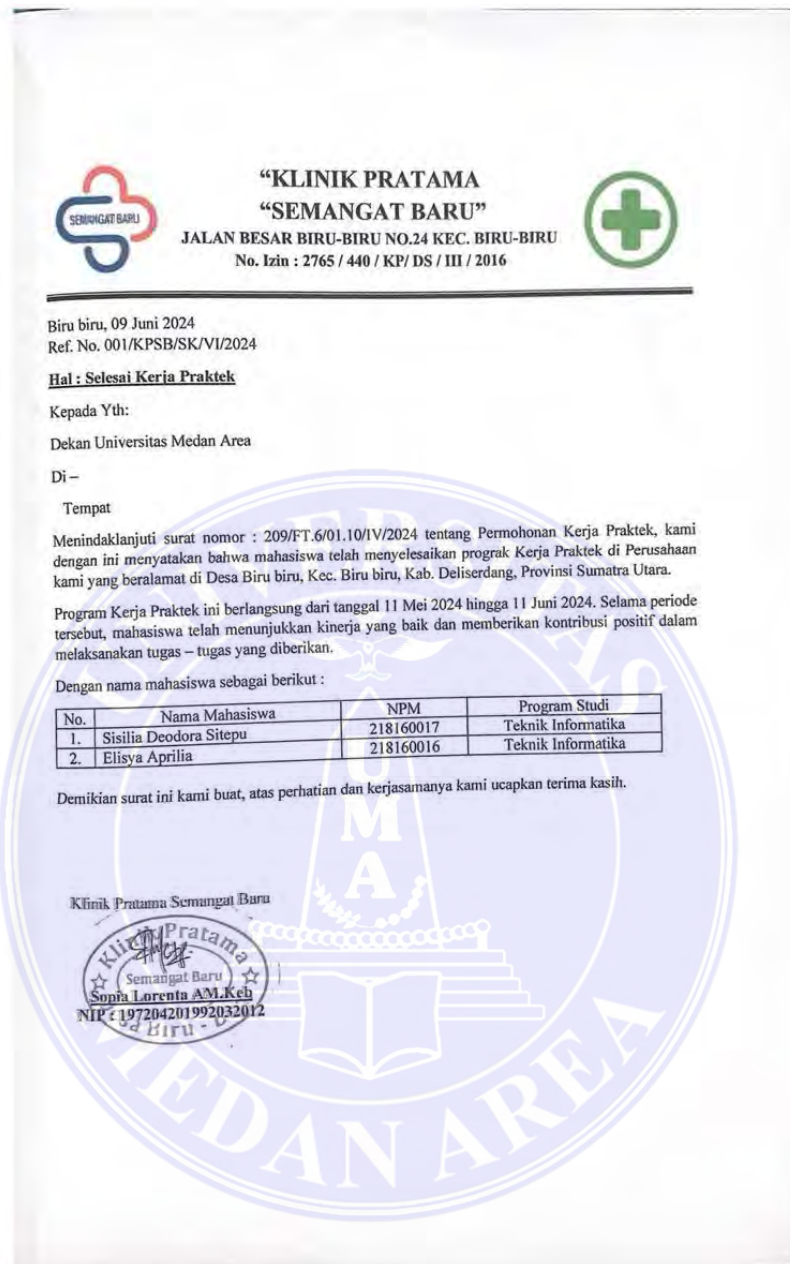 SEMANGAT BARU
“KLINIK PRATAMA
“SEMANGAT BARU”
JALAN BESAR BIRU-BIRU NO.24 KEC. BIRU-BIRU
No. Izin : 2765 / 440 / KP/ DS / III / 2016
Biru biru, 09 Juni 2024
Ref. No. 001/KPSB/SK/VI/2024
Hal : Selesai Kerja Praktek
Kepada Yth:
Dekan Universitas Medan Area
Di –
Tempat
Menindaklanjuti surat nomor : 209/FT.6/01.10/IV/2024 tentang Permohonan Kerja Praktek, kami
dengan ini menyatakan bahwa mahasiswa telah menyelesaikan prograk Kerja Praktek di Perusahaan
kami yang beralamat di Desa Biru biru, Kec. Biru biru, Kab. Deliserdang, Provinsi Sumatra Utara.
Program Kerja Praktek ini berlangsung dari tanggal 11 Mei 2024 hingga 11 Juni 2024. Selama periode
tersebut, mahasiswa telah menunjukkan kinerja yang baik dan memberikan kontribusi positif dalam
melaksanakan tugas – tugas yang diberikan.
Dengan nama mahasiswa sebagai berikut :
No. Nama Mahasiswa NPM Program Studi
1. Sisilia Deodora Sitepu 218160017 Teknik Informatika
2. Elisya Aprilia 218160016 Teknik Informatika
Demikian surat ini kami buat, atas perhatian dan kerjasamanya kami ucapkan terima kasih.
Klinik Pratama Semangat Baru
Klinik Pratama
Semangat Baru
Sopia Lorenta AM.Keb
NIP : 197204201992032012
Biru -
UNIVERSITAS
UMA
MEDAN AREA